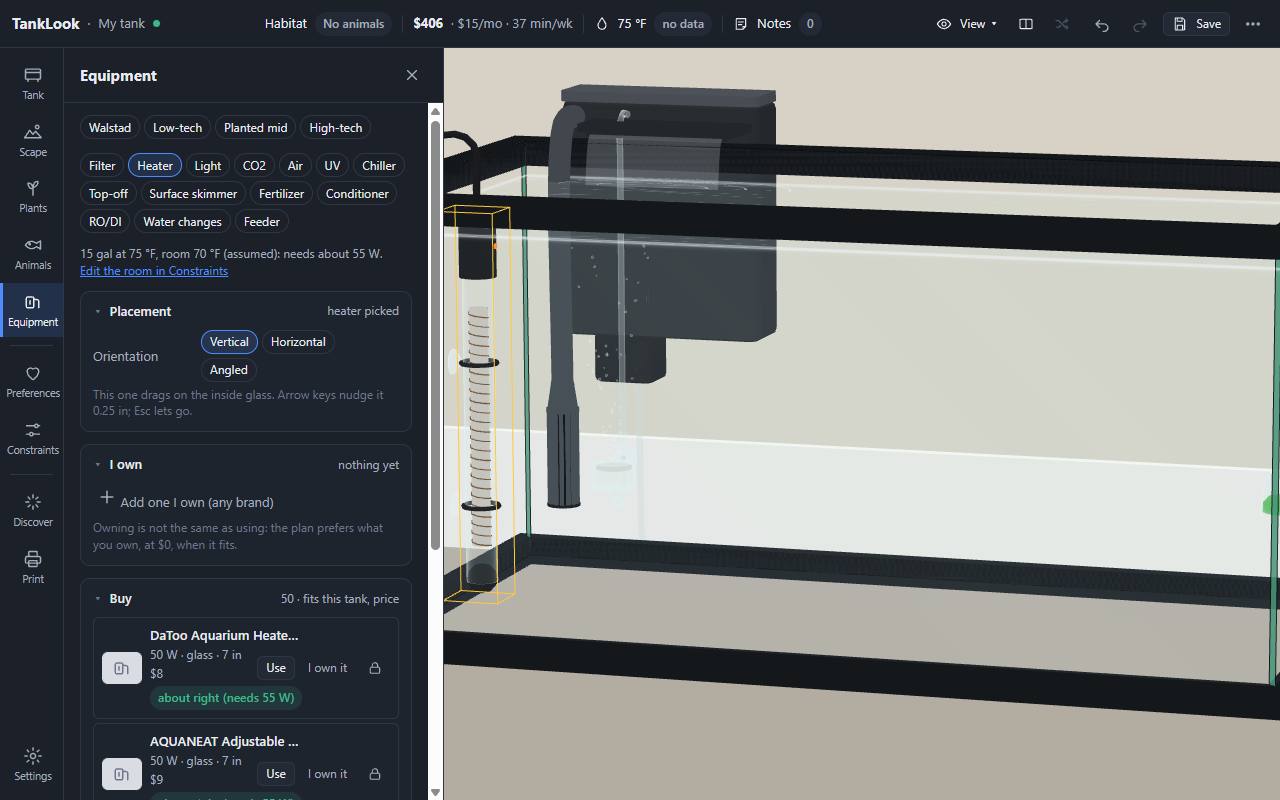 TankLook · My tank
Habitat No animals $406 · $15/mo · 37 min/wk 75 °F no data Notes 0 View Save
Tank
Scape
Plants
Animals
Equipment
Preferences
Constraints
Discover
Print
Settings
Equipment
Walstad Low-tech Planted mid High-tech
Filter Heater Light CO2 Air UV Chiller
Top-off Surface skimmer Fertilizer Conditioner
RO/DI Water changes Feeder
15 gal at 75 °F, room 70 °F (assumed): needs about 55 W.
Edit the room in Constraints
Placement heater picked
Orientation Vertical Horizontal
Angled
This one drags on the inside glass. Arrow keys nudge it
0.25 in; Esc lets go.
I own nothing yet
Add one I own (any brand)
Owning is not the same as using: the plan prefers what
you own, at $0, when it fits.
Buy 50 · fits this tank, price
DaToo Aquarium Heate...
50 W · glass · 7 in
$8
Use I own it
about right (needs 55 W)
AQUANEAT Adjustable ...
50 W · glass · 7 in
$9
Use I own it